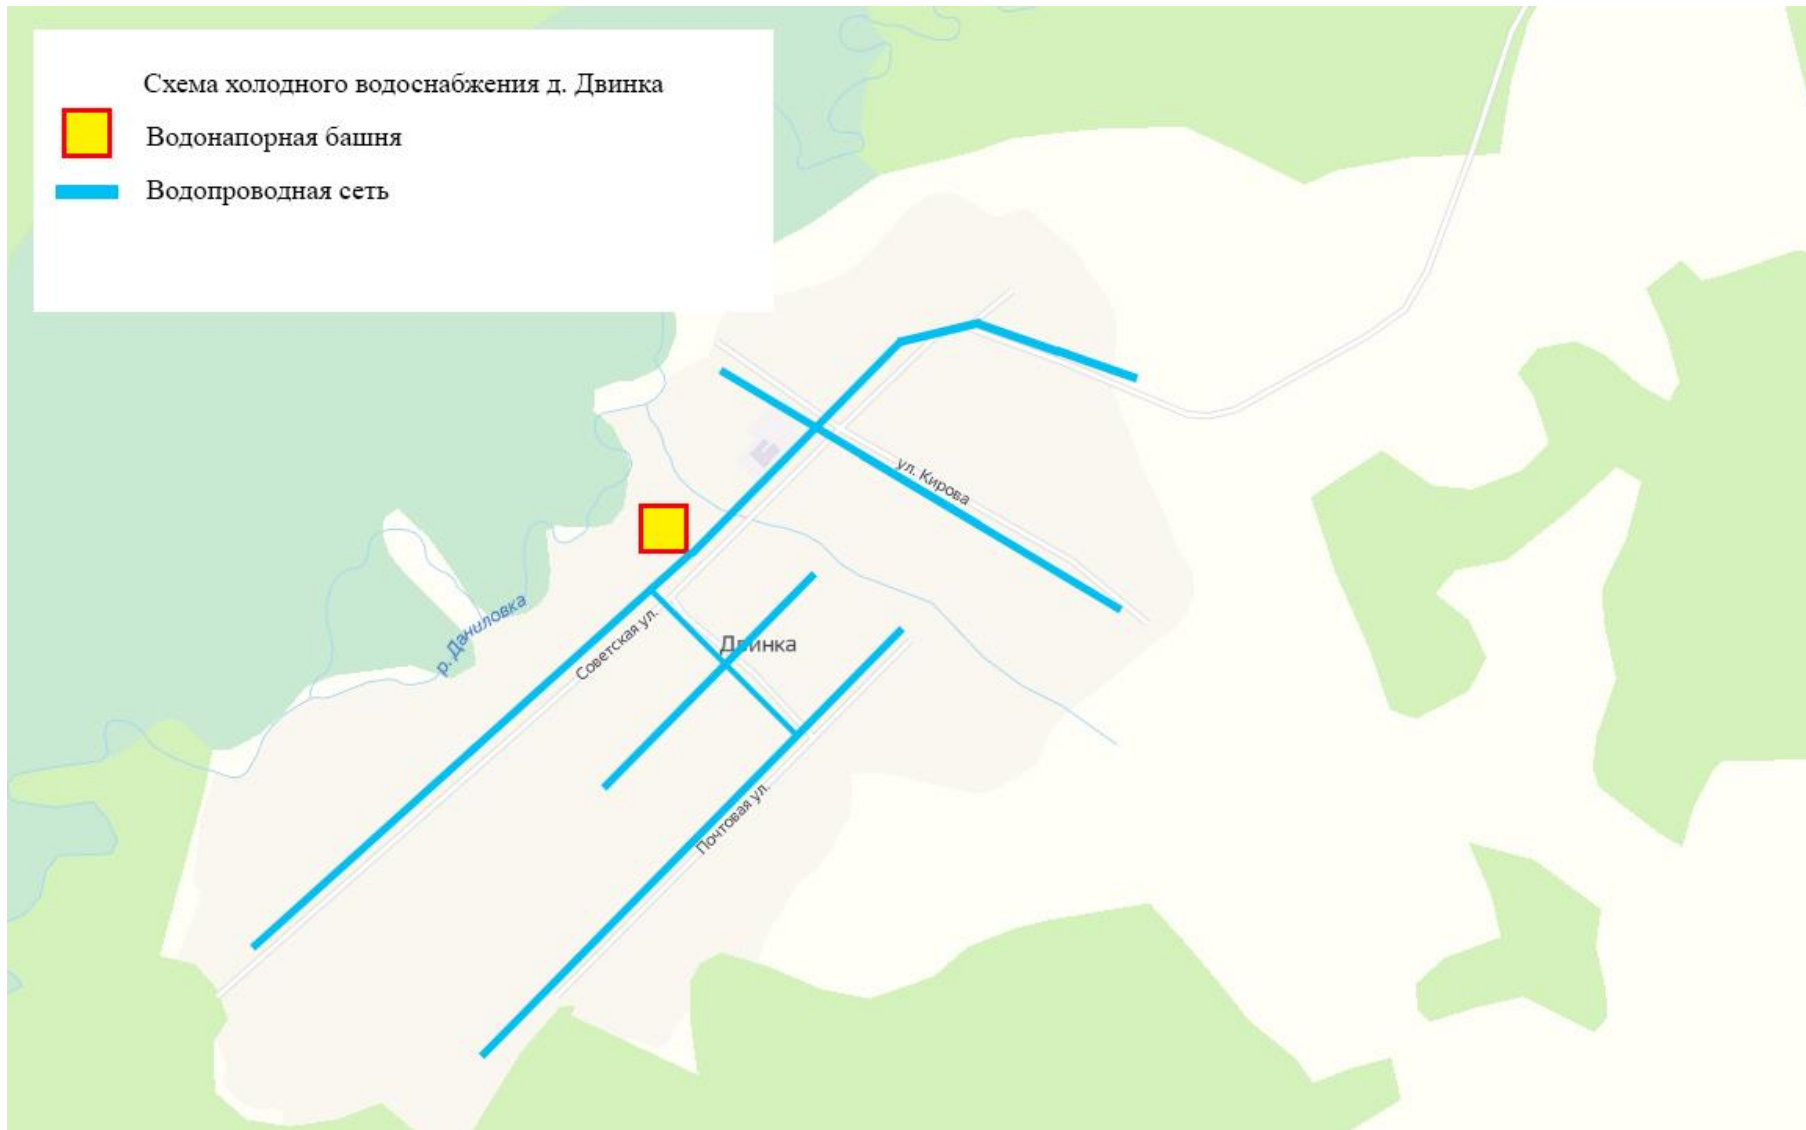 Схема холодного водоснабжения д. Двинка
Водонапорная башня
Водопроводная сеть
ул. Кирова
р. Даниловка
Советская ул.
Двинка
Почтовая ул.